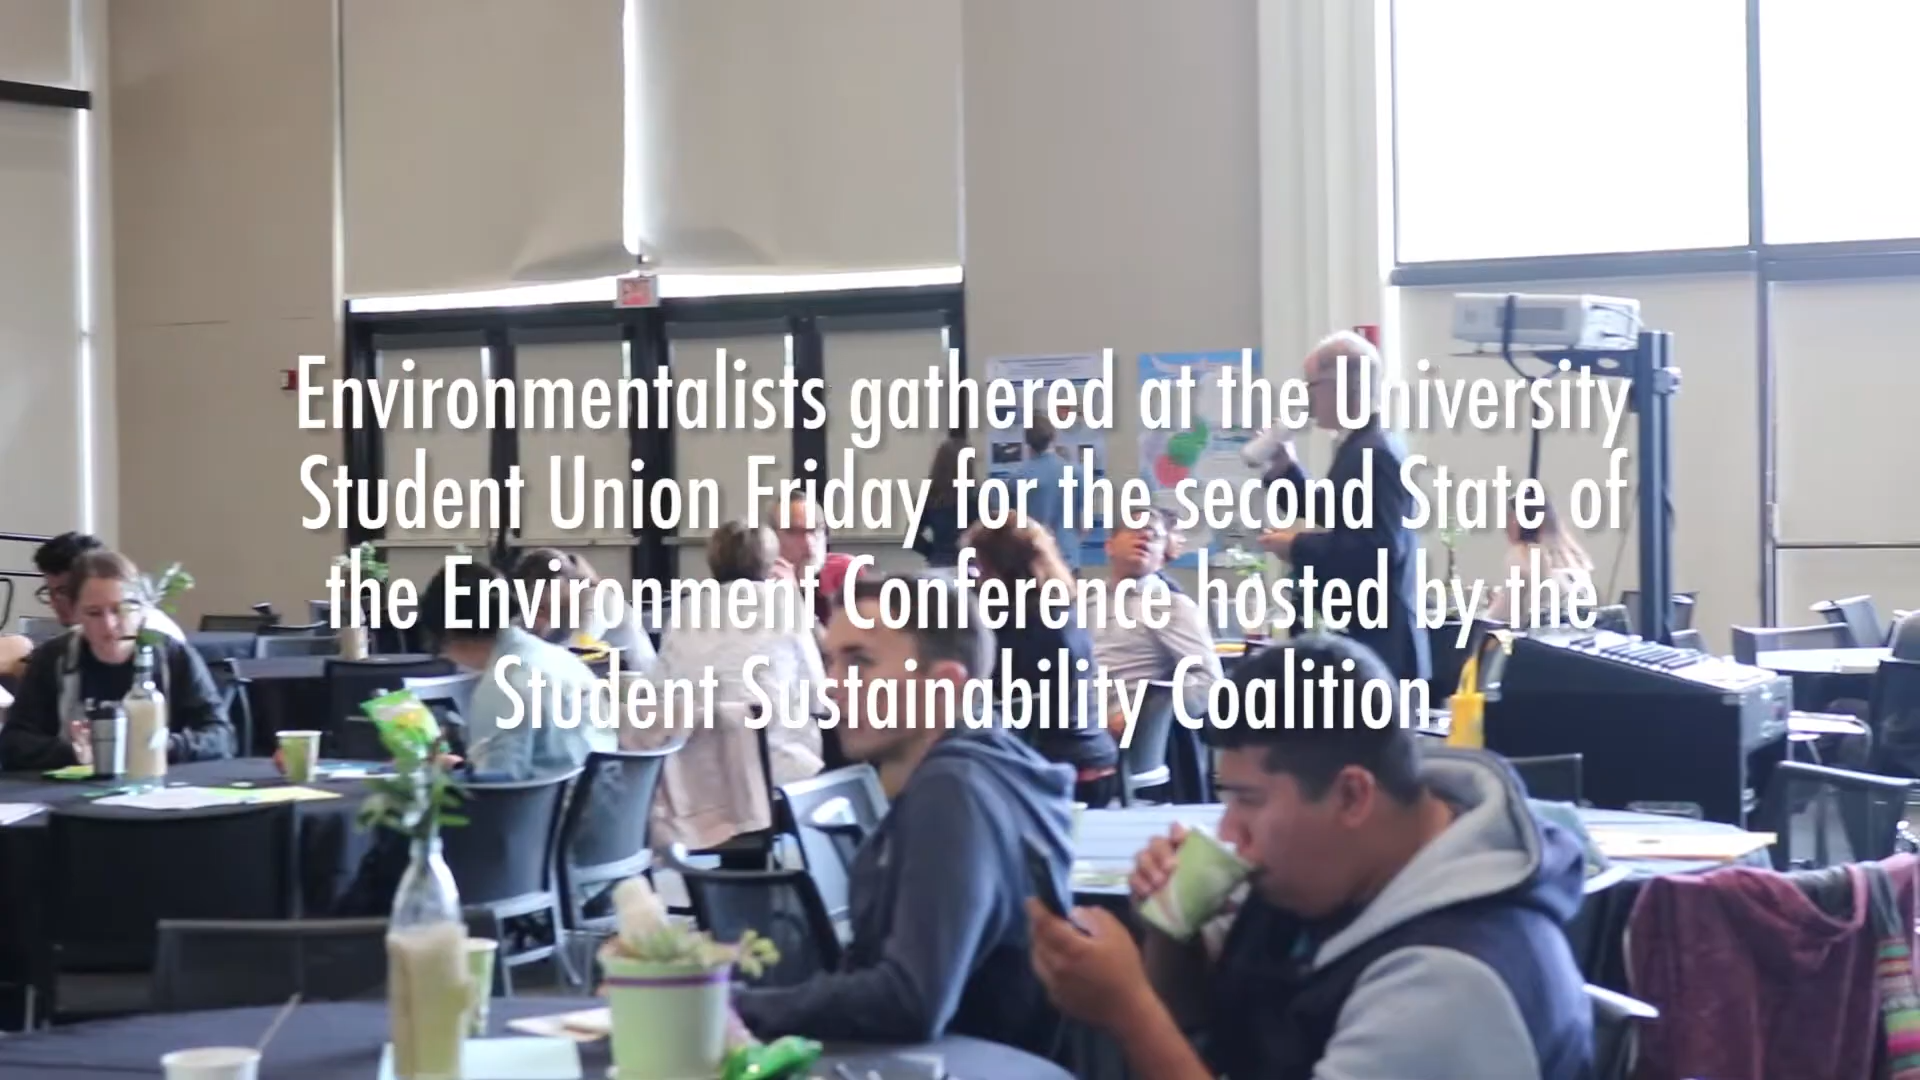 EXIT
Environmentalists gathered at the University
Student Union Friday for the second State of
the Environment Conference hosted by the
Student Sustainability Coalition.